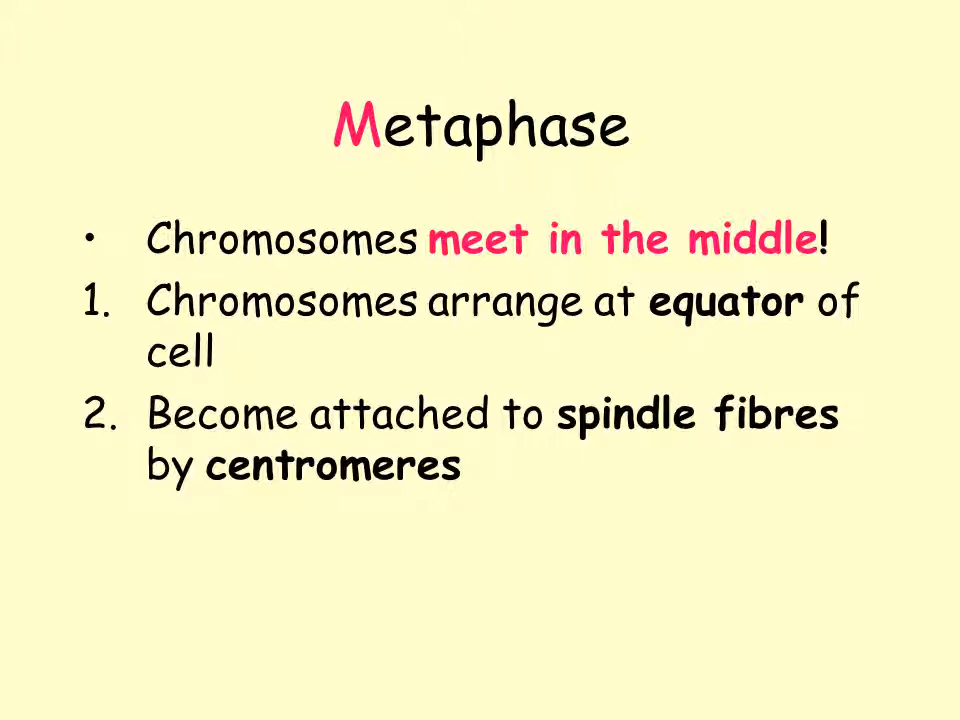 Metaphase
• Chromosomes meet in the middle!
1. Chromosomes arrange at equator of
cell
2. Become attached to spindle fibres
by centromeres